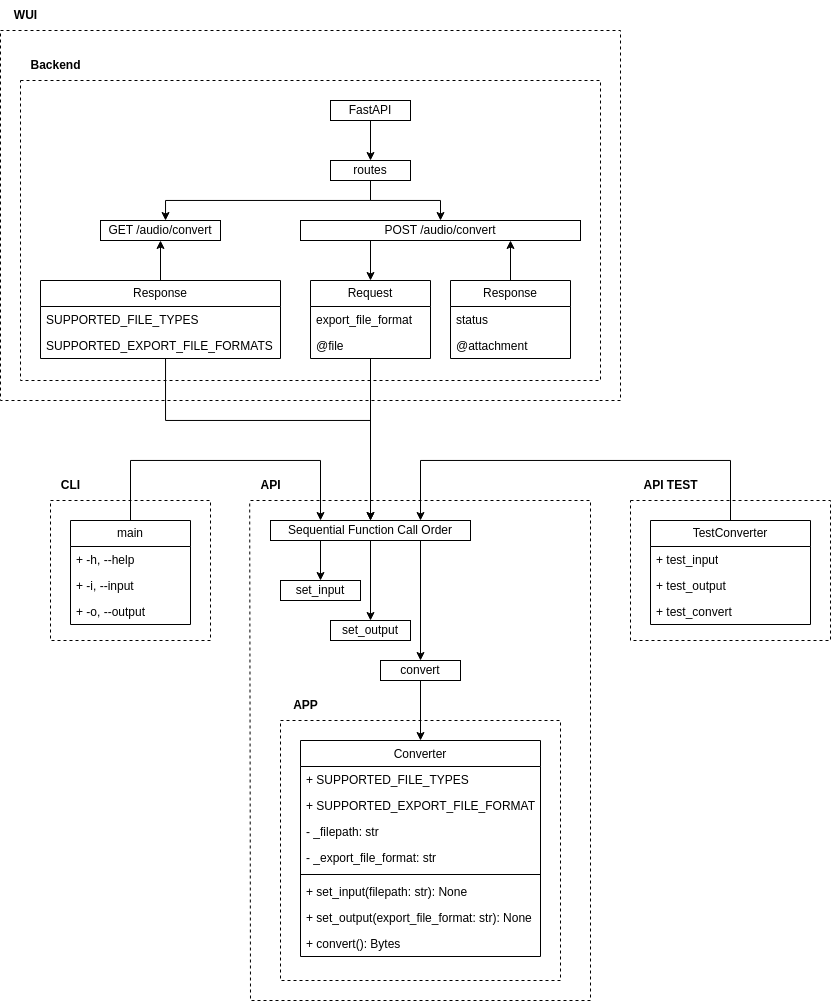 WUI
Backend
FastAPI
routes
GET /audio/convert
POST /audio/convert
Response
SUPPORTED_FILE_TYPES
SUPPORTED_EXPORT_FILE_FORMATS
Request
export_file_format
@file
Response
status
@attachment
CLI
main
+ -h, --help
+ -i, --input
+ -o, --output
API
Sequential Function Call Order
set_input
set_output
convert
APP
Converter
+ SUPPORTED_FILE_TYPES
+ SUPPORTED_EXPORT_FILE_FORMAT
- _filepath: str
- _export_file_format: str
+ set_input(filepath: str): None
+ set_output(export_file_format: str): None
+ convert(): Bytes
API TEST
TestConverter
+ test_input
+ test_output
+ test_convert